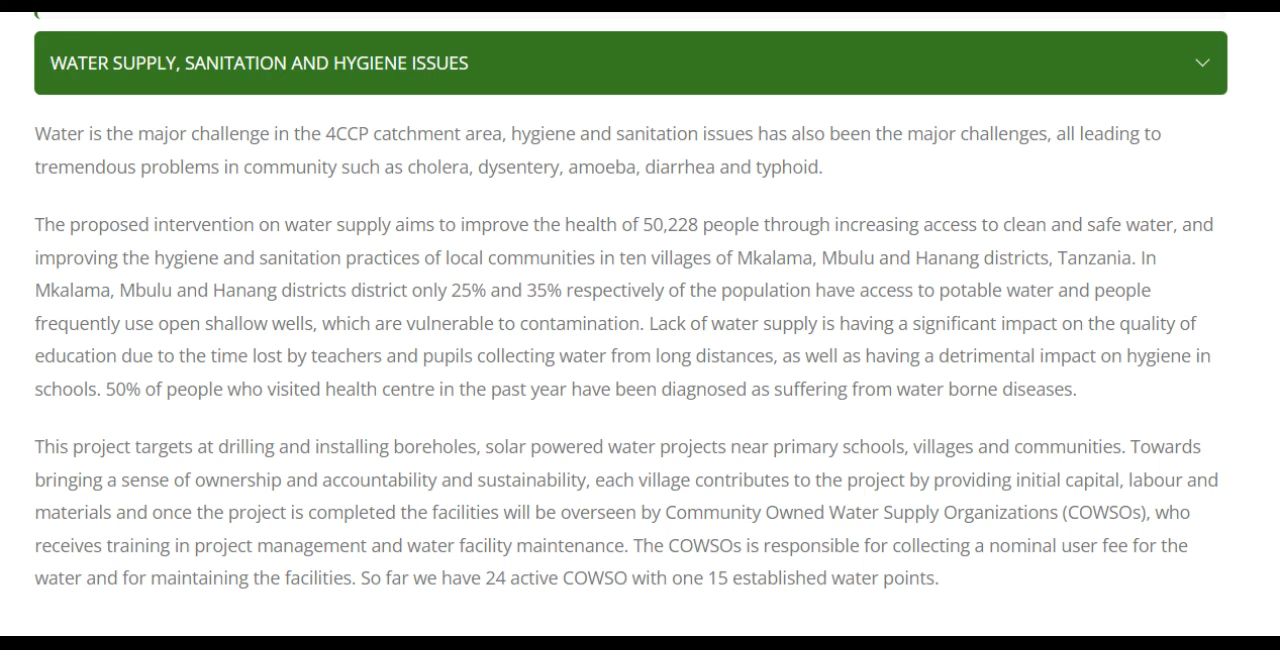 WATER SUPPLY, SANITATION AND HYGIENE ISSUES
Water is the major challenge in the 4CCP catchment area, hygiene and sanitation issues has also been the major challenges, all leading to
tremendous problems in community such as cholera, dysentery, amoeba, diarrhea and typhoid.
The proposed intervention on water supply aims to improve the health of 50,228 people through increasing access to clean and safe water, and
improving the hygiene and sanitation practices of local communities in ten villages of Mkalama, Mbulu and Hanang districts, Tanzania. In
Mkalama, Mbulu and Hanang districts district only 25% and 35% respectively of the population have access to potable water and people
frequently use open shallow wells, which are vulnerable to contamination. Lack of water supply is having a significant impact on the quality of
education due to the time lost by teachers and pupils collecting water from long distances, as well as having a detrimental impact on hygiene in
schools. 50% of people who visited health centre in the past year have been diagnosed as suffering from water borne diseases.
This project targets at drilling and installing boreholes, solar powered water projects near primary schools, villages and communities. Towards
bringing a sense of ownership and accountability and sustainability, each village contributes to the project by providing initial capital, labour and
materials and once the project is completed the facilities will be overseen by Community Owned Water Supply Organizations (COWSOs), who
receives training in project management and water facility maintenance. The COWSOs is responsible for collecting a nominal user fee for the
water and for maintaining the facilities. So far we have 24 active COWSO with one 15 established water points.